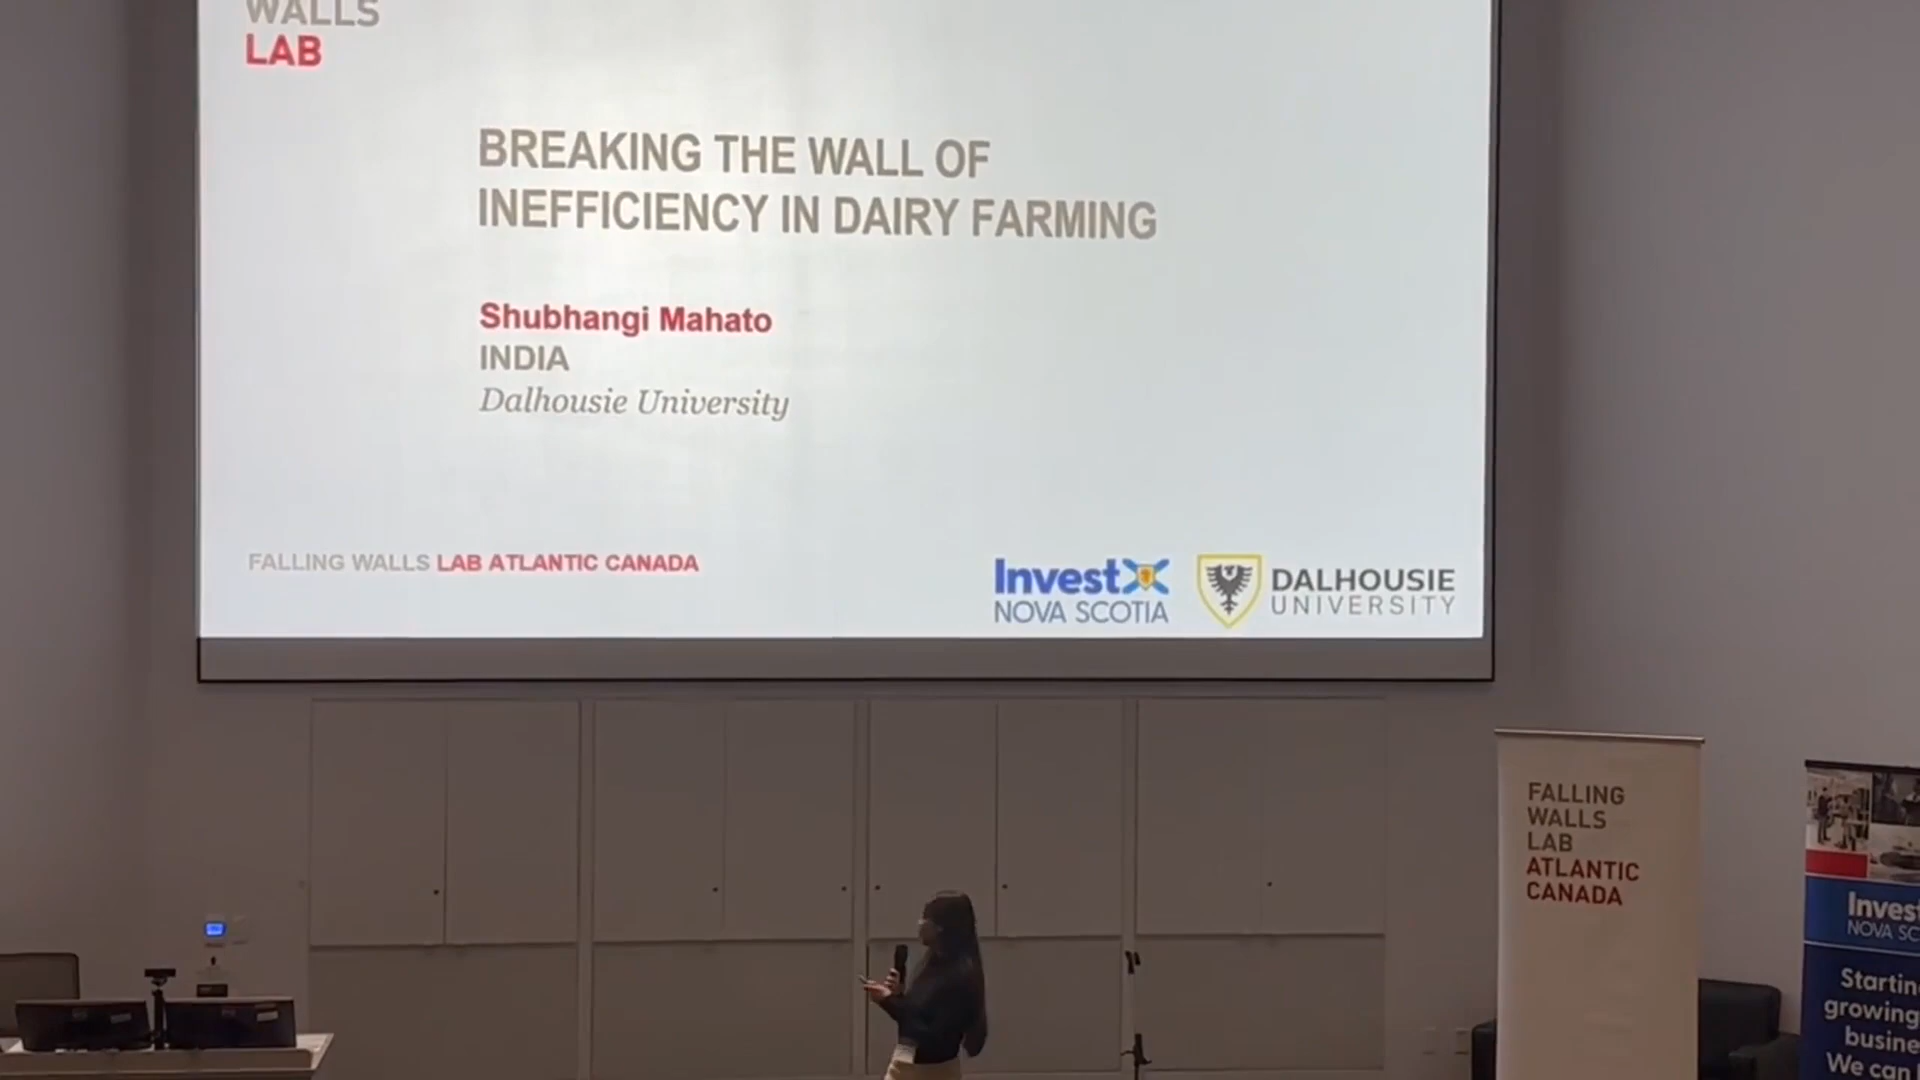 WALLS
LAB
BREAKING THE WALL OF
INEFFICIENCY IN DAIRY FARMING
Shubhangi Mahato
INDIA
Dalhousie University
FALLING WALLS LAB ATLANTIC CANADA
Invest
NOVA SCOTIA
DALHOUSIE
UNIVERSITY
FALLING
WALLS
LAB
ATLANTIC
CANADA
Inves
NOVA SC
Startin
growing
busine
We can